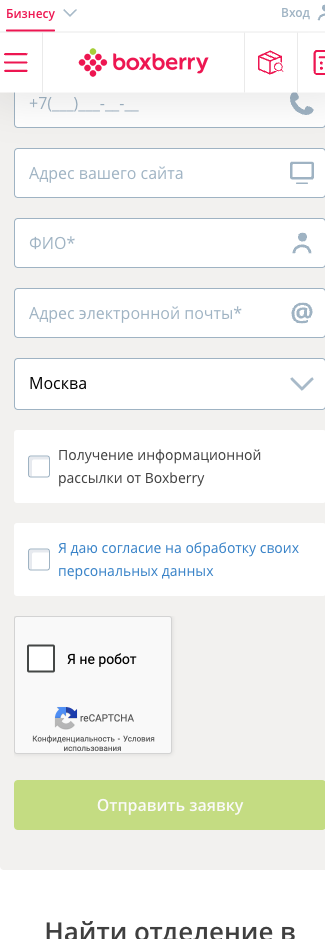 Бизнесу
Вход
boxberry
+7(___)___-__-__
Адрес вашего сайта
ФИО*
Адрес электронной почты*
@
Москва
Получение информационной
рассылки от Boxberry
Я даю согласие на обработку своих
персональных данных
Я не робот
reCAPTCHA
Конфиденциальность - Условия
использования
Отправить заявку
Найти отделение в